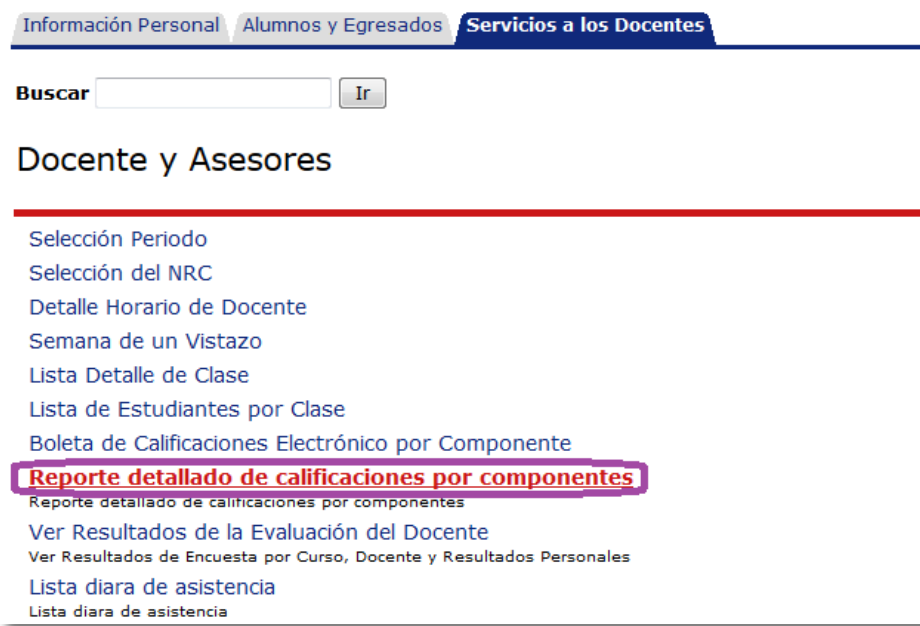 Información Personal Alumnos y Egresados Servicios a los Docentes
Buscar Ir
Docente y Asesores
Selección Periodo
Selección del NRC
Detalle Horario de Docente
Semana de un Vistazo
Lista Detalle de Clase
Lista de Estudiantes por Clase
Boleta de Calificaciones Electrónico por Componente
Reporte detallado de calificaciones por componentes
Reporte detallado de calificaciones por componentes
Ver Resultados de la Evaluación del Docente
Ver Resultados de Encuesta por Curso, Docente y Resultados Personales
Lista diara de asistencia
Lista diara de asistencia